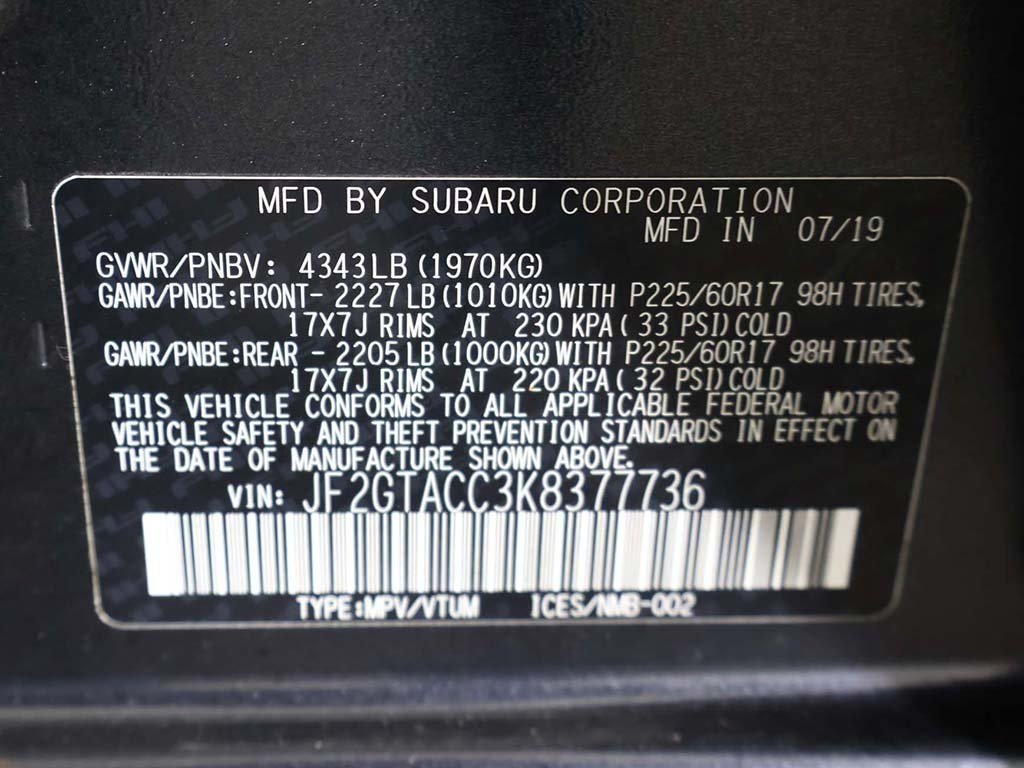 MFD BY SUBARU CORPORATION
MFD IN 07/19
GVWR/PNBV: 4343LB (1970KG)
GAWR/PNBE:FRONT- 2227LB (1010KG) WITH P225/60R17 98H TIRES,
17X7J RIMS AT 230 KPA ( 33 PSI) COLD
GAWR/PNBE:REAR - 2205LB (1000KG) WITH P225/60R17 98H TIRES,
17X7J RIMS AT 220 KPA ( 32 PSI) COLD
THIS VEHICLE CONFORMS TO ALL APPLICABLE FEDERAL MOTOR
VEHICLE SAFETY AND THEFT PREVENTION STANDARDS IN EFFECT ON
THE DATE OF MANUFACTURE SHOWN ABOVE.
VIN: JF2GTACC3K8377736
TYPE:MPV/VTUM ICES/NMB-002